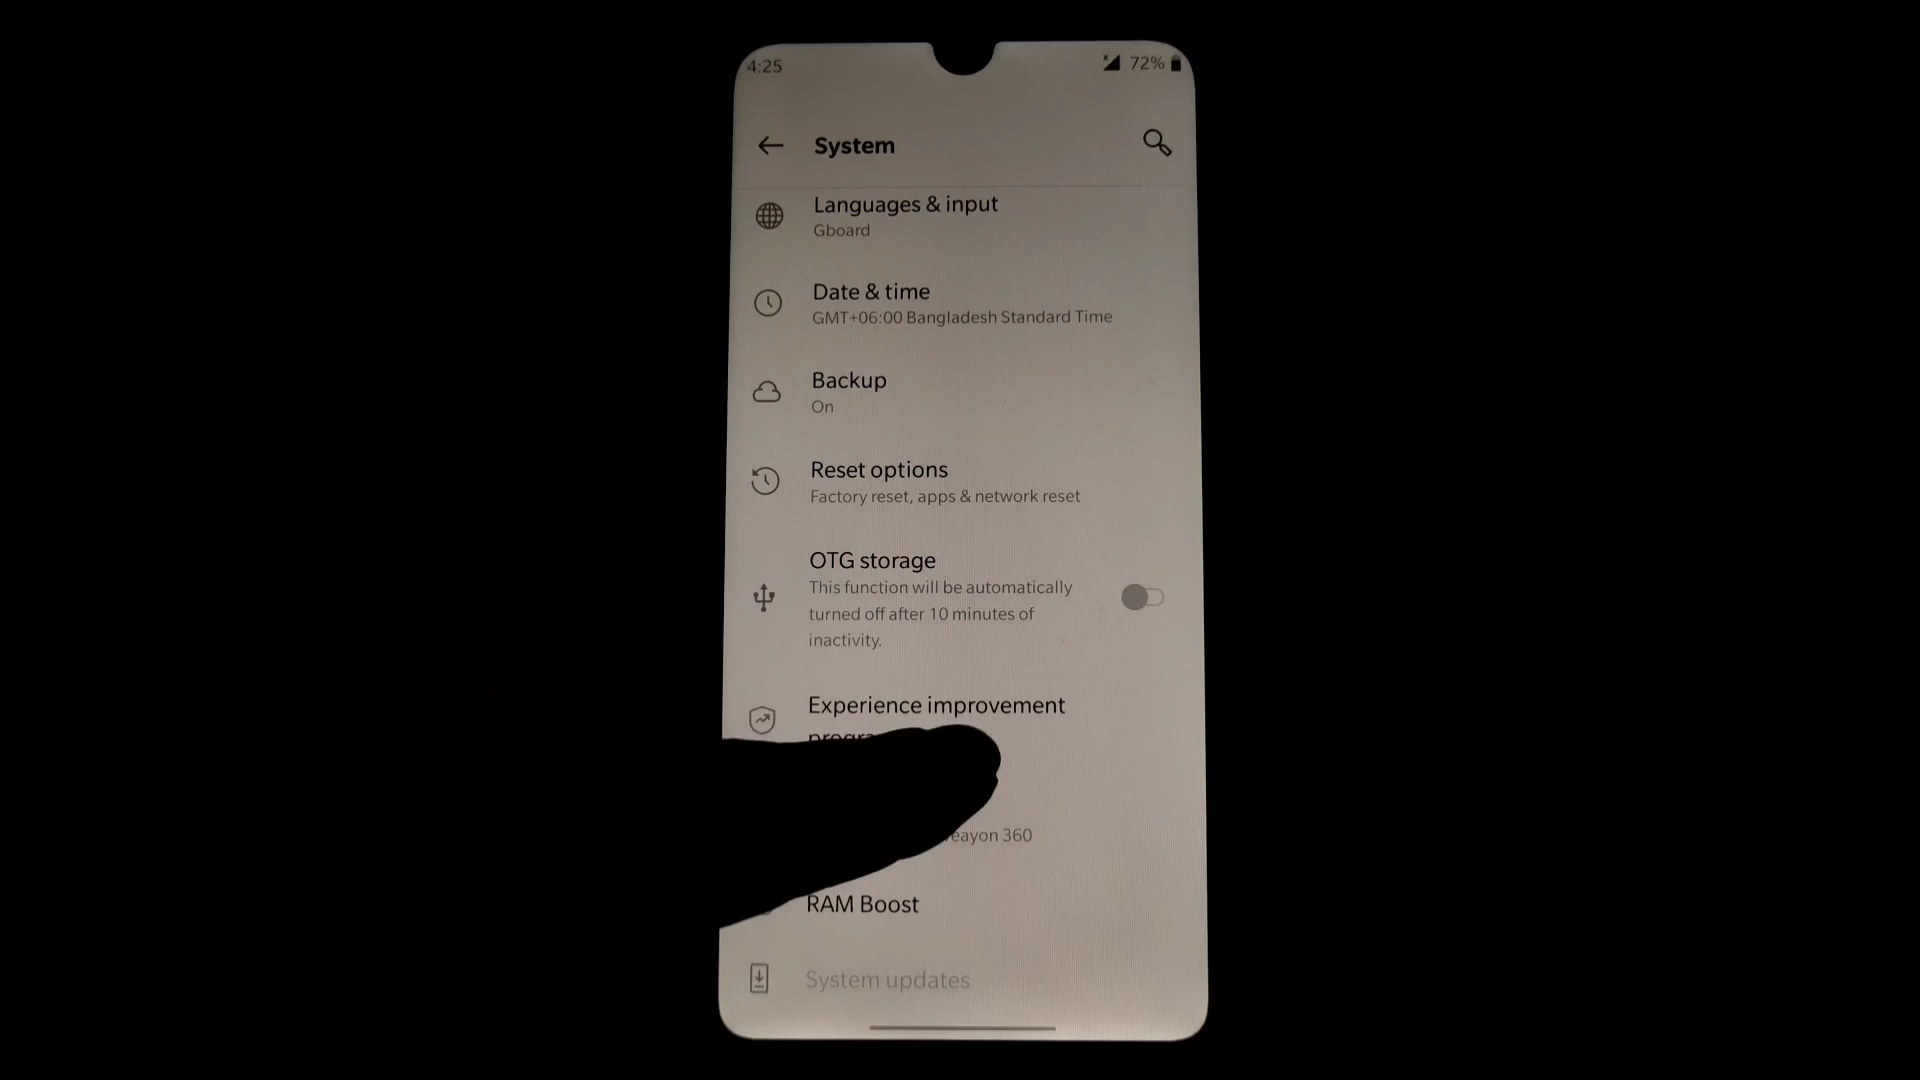 4:25
72%
System
Languages & input
Gboard
Date & time
GMT+06:00 Bangladesh Standard Time
Backup
On
Reset options
Factory reset, apps & network reset
OTG storage
This function will be automatically
turned off after 10 minutes of
inactivity.
Experience improvement
360
RAM Boost
System updates